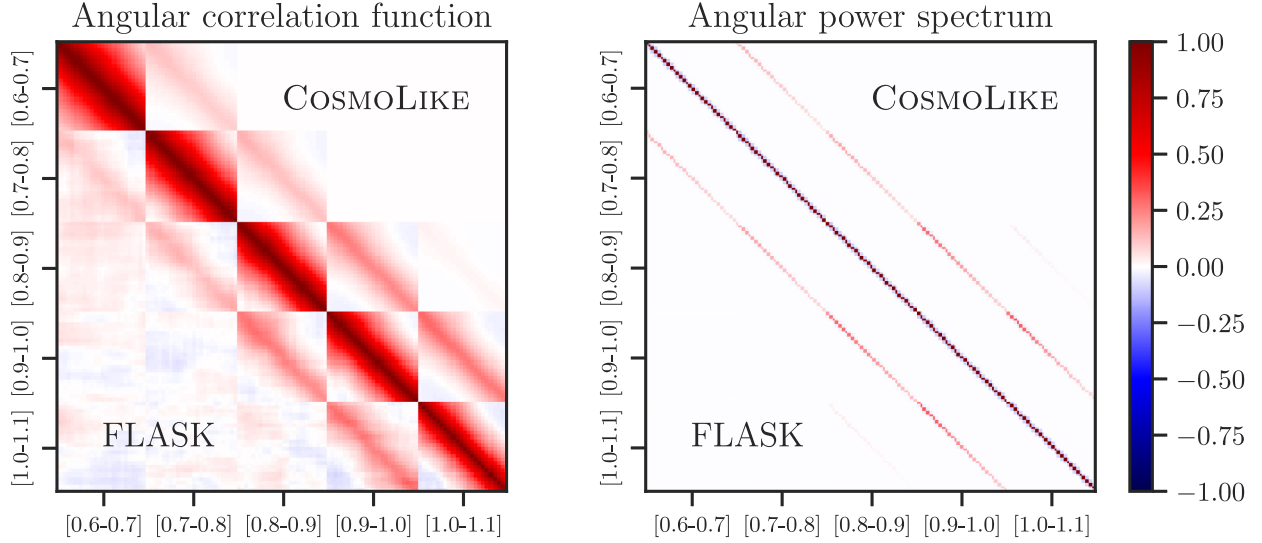 Angular correlation function
Angular power spectrum
COSMOLIKE
FLASK
[0.6-0.7]
[0.7-0.8]
[0.8-0.9]
[0.9-1.0]
[1.0-1.1]
[0.6-0.7] [0.7-0.8] [0.8-0.9] [0.9-1.0] [1.0-1.1]
COSMOLIKE
FLASK
[0.6-0.7]
[0.7-0.8]
[0.8-0.9]
[0.9-1.0]
[1.0-1.1]
[0.6-0.7] [0.7-0.8] [0.8-0.9] [0.9-1.0] [1.0-1.1]
1.00
0.75
0.50
0.25
0.00
−0.25
−0.50
−0.75
−1.00